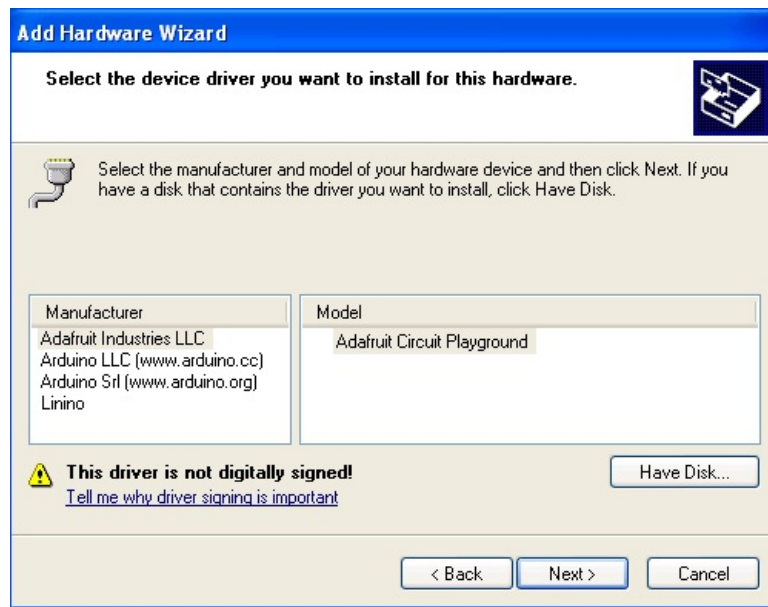 Add Hardware Wizard
Select the device driver you want to install for this hardware.
Select the manufacturer and model of your hardware device and then click Next. If you
have a disk that contains the driver you want to install, click Have Disk.
Manufacturer
Adafruit Industries LLC
Arduino LLC (www.arduino.cc)
Arduino Srl (www.arduino.org)
Linino
Model
Adafruit Circuit Playground
This driver is not digitally signed!
Tell me why driver signing is important
Have Disk...
< Back
Next >
Cancel